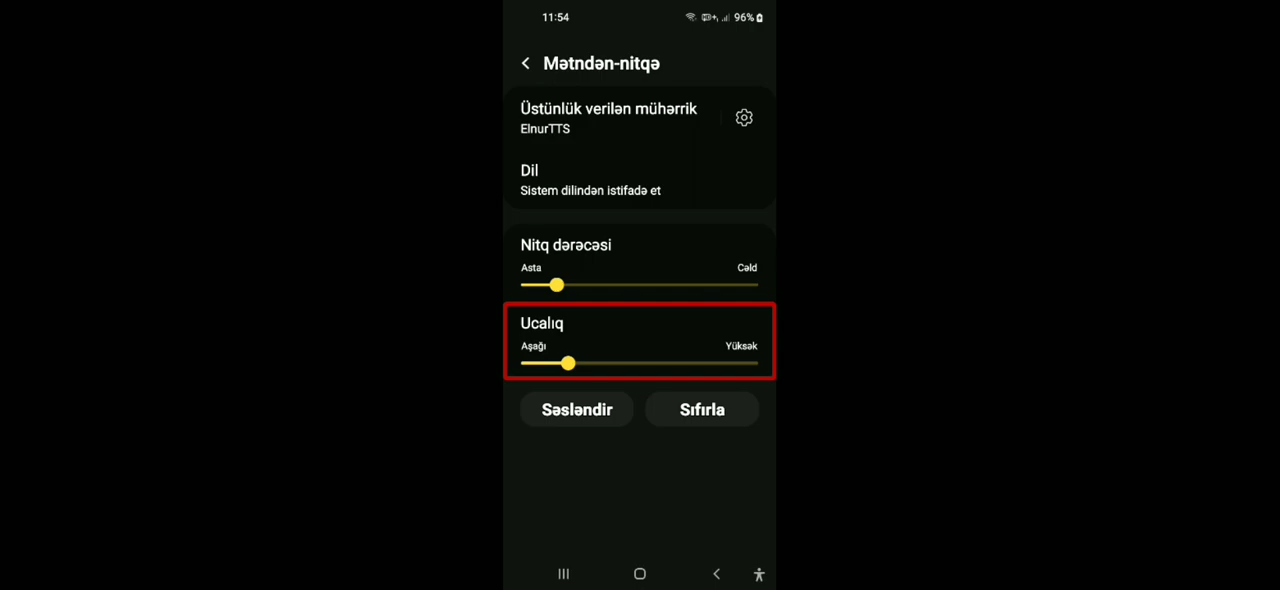 11:54
96%
Mətndən-nitqə
Üstünlük verilən mühərrik
ElnurTTS
Dil
Sistem dilindən istifadə et
Nitq dərəcəsi
Asta Cəld
Ucalıq
Aşağı Yüksək
Səsləndir Sıfırla